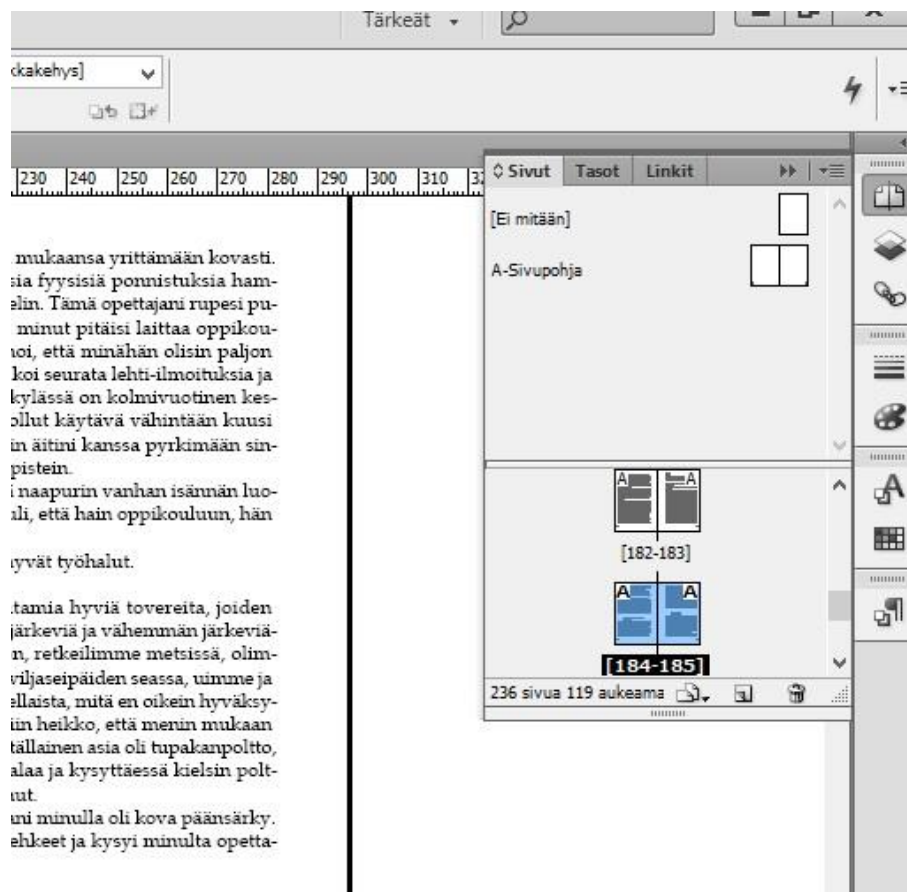 Tärkeät
kkakehys]
230 240 250 260 270 280 290 300 310
Sivut Tasot Linkit
[Ei mitään]
A-Sivupohja
mukaansa yrittämään kovasti.
sia fyysisiä ponnistuksia ham-
elin. Tämä opettajani rupesi pu-
minut pitäisi laittaa oppikou-
noi, että minähän olisin paljon
koi seurata lehti-ilmoituksia ja
kylässä on kolmivuotinen kes-
ollut käytävä vähintään kuusi
in äitini kanssa pyrkimään sin-
pistein.
i naapurin vanhan isännän luo-
uli, että hain oppikouluun, hän
yvät työhalut.
tamia hyviä tovereita, joiden
järkeviä ja vähemmän järkeviä-
n, retkeilimme metsissä, olim-
viljaseipäiden seassa, uimme ja
ellaista, mitä en oikein hyväksy-
iin heikko, että menin mukaan
tällainen asia oli tupakanpoltto,
alaa ja kysyttäessä kielsin polt-
ut.
ni minulla oli kova päänsärky.
ehkeet ja kysyi minulta opetta-
A A
[182-183]
A A
[184-185]
236 sivua 119 aukeama